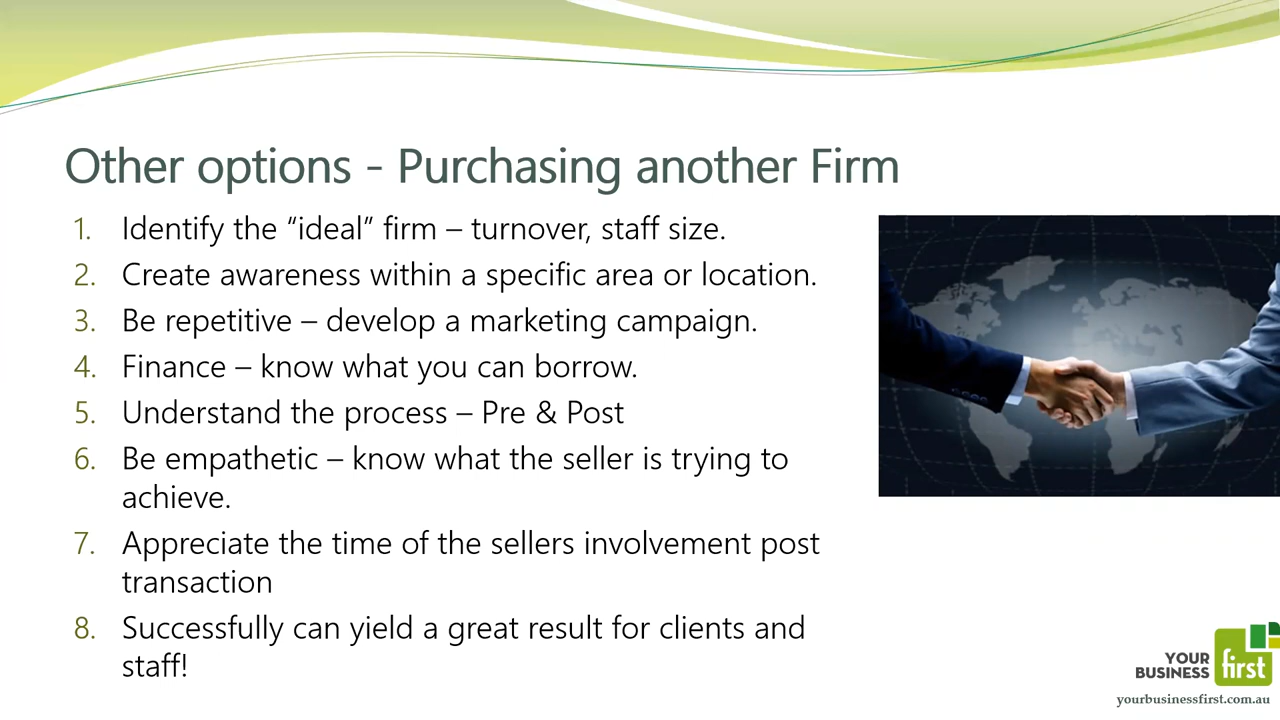 Other options - Purchasing another Firm
1. Identify the “ideal” firm – turnover, staff size.
2. Create awareness within a specific area or location.
3. Be repetitive – develop a marketing campaign.
4. Finance – know what you can borrow.
5. Understand the process – Pre & Post
6. Be empathetic – know what the seller is trying to
achieve.
7. Appreciate the time of the sellers involvement post
transaction
8. Successfully can yield a great result for clients and
staff!
YOUR
BUSINESS first
yourbusinessfirst.com.au